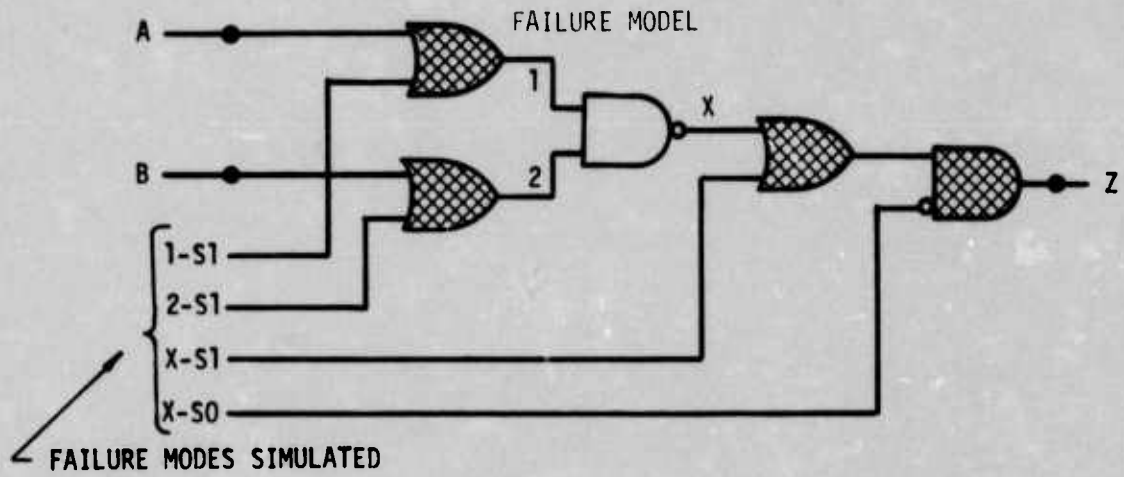 FAILURE MODEL
A
1
X
B
2
Z
1-S1
2-S1
X-S1
X-S0
FAILURE MODES SIMULATED